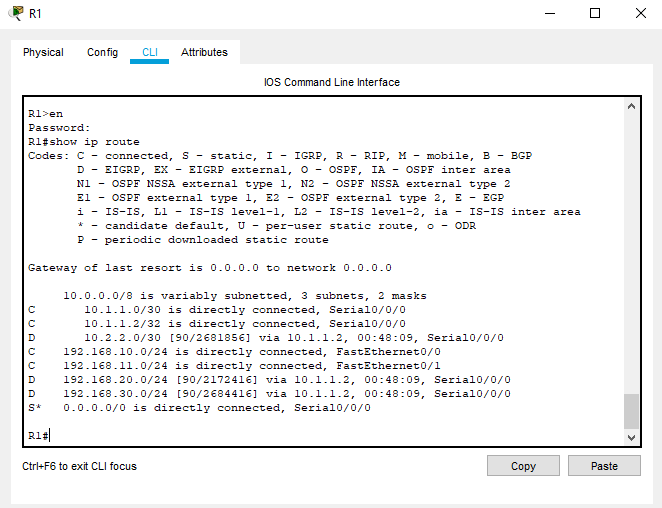 R1
Physical Config CLI Attributes
IOS Command Line Interface
R1>en
Password:
R1#show ip route
Codes: C - connected, S - static, I - IGRP, R - RIP, M - mobile, B - BGP
       D - EIGRP, EX - EIGRP external, O - OSPF, IA - OSPF inter area
       N1 - OSPF NSSA external type 1, N2 - OSPF NSSA external type 2
       E1 - OSPF external type 1, E2 - OSPF external type 2, E - EGP
       i - IS-IS, L1 - IS-IS level-1, L2 - IS-IS level-2, ia - IS-IS inter area
       * - candidate default, U - per-user static route, o - ODR
       P - periodic downloaded static route
Gateway of last resort is 0.0.0.0 to network 0.0.0.0
     10.0.0.0/8 is variably subnetted, 3 subnets, 2 masks
C       10.1.1.0/30 is directly connected, Serial0/0/0
C       10.1.1.2/32 is directly connected, Serial0/0/0
D       10.2.2.0/30 [90/2681856] via 10.1.1.2, 00:48:09, Serial0/0/0
C    192.168.10.0/24 is directly connected, FastEthernet0/0
C    192.168.11.0/24 is directly connected, FastEthernet0/1
D    192.168.20.0/24 [90/2172416] via 10.1.1.2, 00:48:09, Serial0/0/0
D    192.168.30.0/24 [90/2684416] via 10.1.1.2, 00:48:09, Serial0/0/0
S*   0.0.0.0/0 is directly connected, Serial0/0/0
R1#
Ctrl+F6 to exit CLI focus
Copy Paste